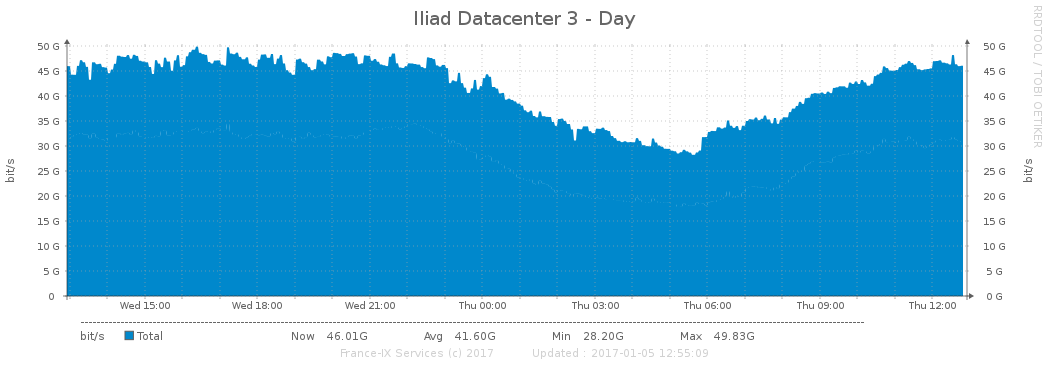 Iliad Datacenter 3 - Day
RRDTOOL / TOBI OETIKER
bit/s
50 G 50 G
45 G 45 G
40 G 40 G
35 G 35 G
30 G 30 G
25 G 25 G
20 G 20 G
15 G 15 G
10 G 10 G
5 G 5 G
0 0 G
bit/s
Wed 15:00 Wed 18:00 Wed 21:00 Thu 00:00 Thu 03:00 Thu 06:00 Thu 09:00 Thu 12:00
bit/s Total Now 46.01G Avg 41.60G Min 28.20G Max 49.83G
France-IX Services (c) 2017 Updated : 2017-01-05 12:55:09